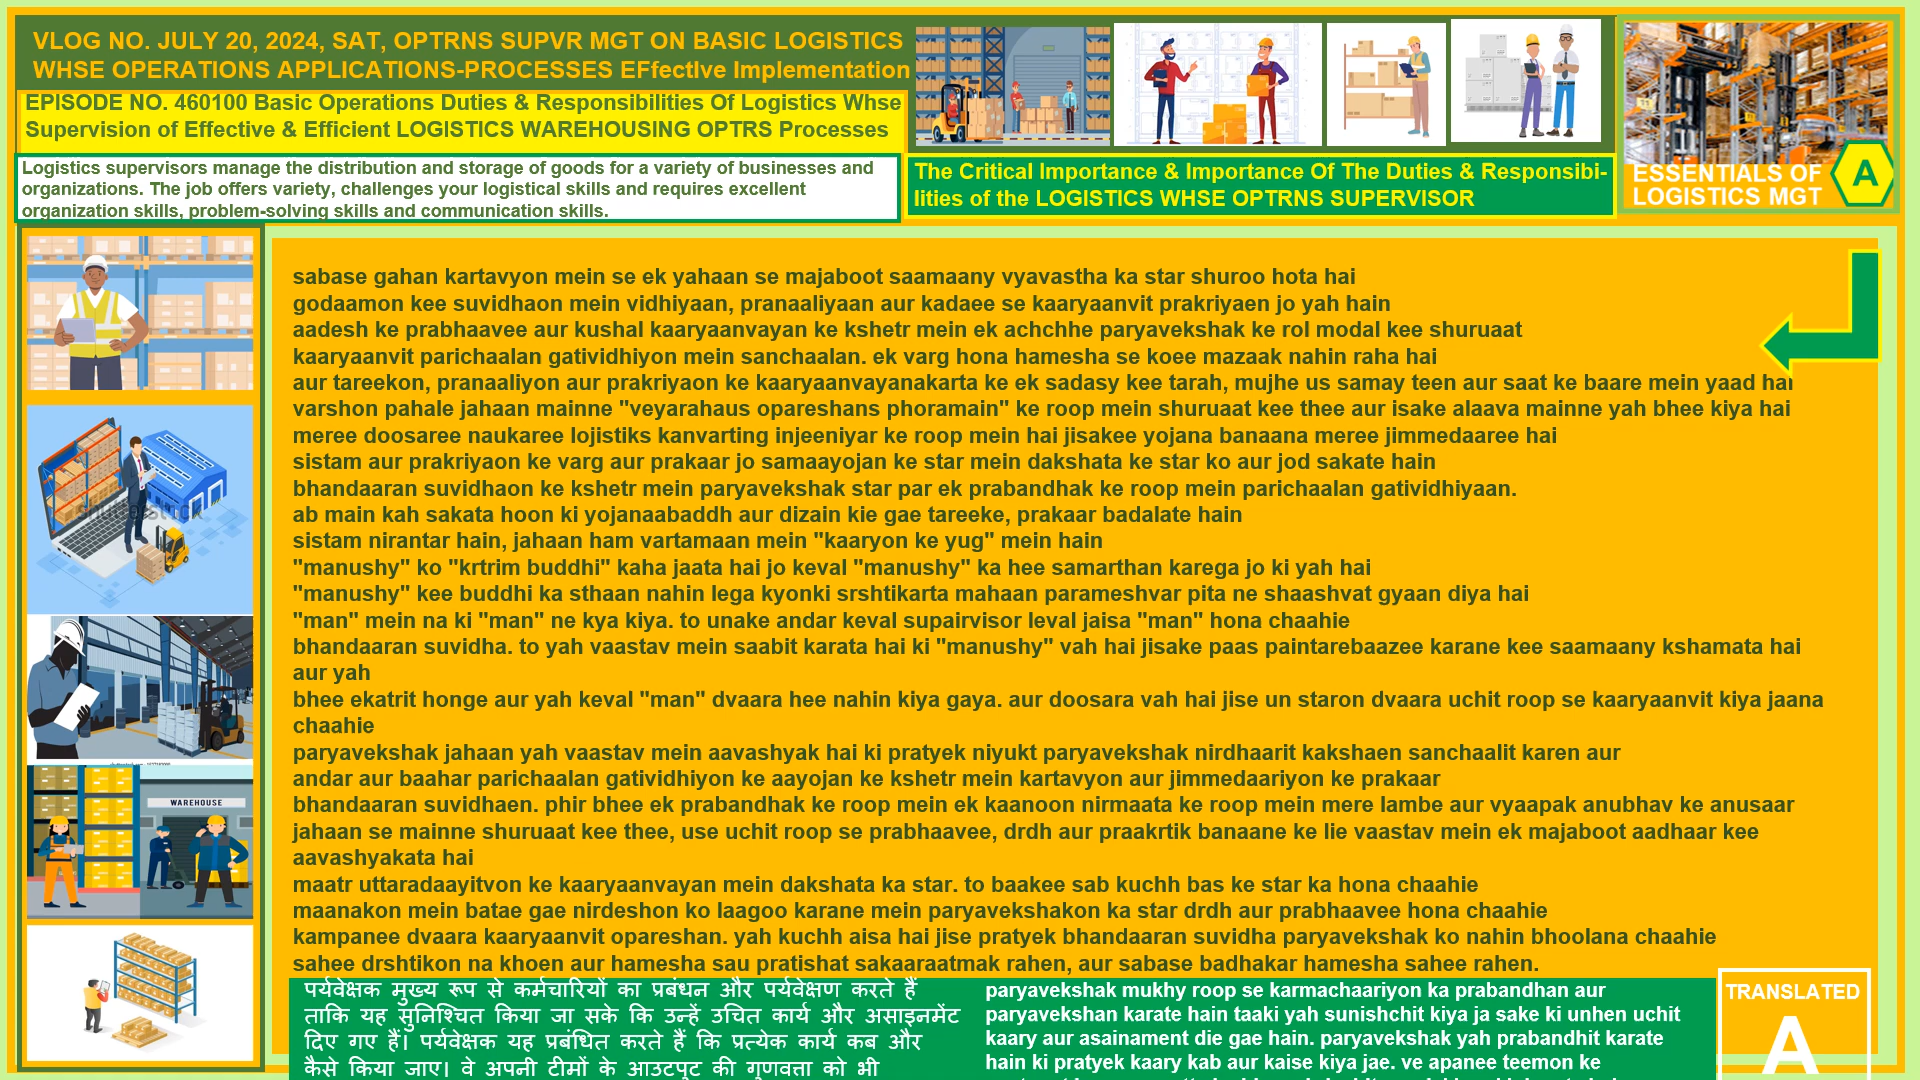 VLOG NO. JULY 20, 2024, SAT, OPTRNS SUPVR MGT ON BASIC LOGISTICS
WHSE OPERATIONS APPLICATIONS-PROCESSES EFfectIve Implementation
EPISODE NO. 460100 Basic Operations Duties & Responsibilities Of Logistics Whse
Supervision of Effective & Efficient LOGISTICS WAREHOUSING OPTRS Processes
Logistics supervisors manage the distribution and storage of goods for a variety of businesses and
organizations. The job offers variety, challenges your logistical skills and requires excellent
organization skills, problem-solving skills and communication skills.
The Critical Importance & Importance Of The Duties & Responsibi-
lities of the LOGISTICS WHSE OPTRNS SUPERVISOR
ESSENTIALS OF
LOGISTICS MGT
A
sabase gahan kartavyon mein se ek yahaan se majaboot saamaany vyavastha ka star shuroo hota hai
godaamon kee suvidhaon mein vidhiyaan, pranaaliyaan aur kadaee se kaaryaanvit prakriyaen jo yah hain
aadesh ke prabhaavee aur kushal kaaryaanvayan ke kshetr mein ek achchhe paryavekshak ke rol modal kee shuruaat
kaaryaanvit parichaalan gatividhiyon mein sanchaalan. ek varg hona hamesha se koee mazaak nahin raha hai
aur tareekon, pranaaliyon aur prakriyaon ke kaaryaanvayanakarta ke ek sadasy kee tarah, mujhe us samay teen aur saat ke baare mein yaad hai
varshon pahale jahaan mainne "veyarahaus opareshans phoramain" ke roop mein shuruaat kee thee aur isake alaava mainne yah bhee kiya hai
meree doosaree naukaree lojistiks kanvarting injeeniyar ke roop mein hai jisakee yojana banaana meree jimmedaaree hai
sistam aur prakriyaon ke varg aur prakaar jo samaayojan ke star mein dakshata ke star ko aur jod sakate hain
bhandaaran suvidhaon ke kshetr mein paryavekshak star par ek prabandhak ke roop mein parichaalan gatividhiyaan.
ab main kah sakata hoon ki yojanaabaddh aur dizain kie gae tareeke, prakaar badalate hain
sistam nirantar hain, jahaan ham vartamaan mein "kaaryon ke yug" mein hain
"manushy" ko "krtrim buddhi" kaha jaata hai jo keval "manushy" ka hee samarthan karega jo ki yah hai
"manushy" kee buddhi ka sthaan nahin lega kyonki srshtikarta mahaan parameshvar pita ne shaashvat gyaan diya hai
"man" mein na ki "man" ne kya kiya. to unake andar keval supairvisor leval jaisa "man" hona chaahie
bhandaaran suvidha. to yah vaastav mein saabit karata hai ki "manushy" vah hai jisake paas paintarebaazee karane kee saamaany kshamata hai
aur yah
bhee ekatrit honge aur yah keval "man" dvaara hee nahin kiya gaya. aur doosara vah hai jise un staron dvaara uchit roop se kaaryaanvit kiya jaana
chaahie
paryavekshak jahaan yah vaastav mein aavashyak hai ki pratyek niyukt paryavekshak nirdhaarit kakshaen sanchaalit karen aur
andar aur baahar parichaalan gatividhiyon ke aayojan ke kshetr mein kartavyon aur jimmedaariyon ke prakaar
bhandaaran suvidhaen. phir bhee ek prabandhak ke roop mein ek kaanoon nirmaata ke roop mein mere lambe aur vyaapak anubhav ke anusaar
jahaan se mainne shuruaat kee thee, use uchit roop se prabhaavee, drdh aur praakrtik banaane ke lie vaastav mein ek majaboot aadhaar kee
aavashyakata hai
maatr uttaradaayitvon ke kaaryaanvayan mein dakshata ka star. to baakee sab kuchh bas ke star ka hona chaahie
maanakon mein batae gae nirdeshon ko laagoo karane mein paryavekshakon ka star drdh aur prabhaavee hona chaahie
kampanee dvaara kaaryaanvit opareshan. yah kuchh aisa hai jise pratyek bhandaaran suvidha paryavekshak ko nahin bhoolana chaahie
sahee drshtikon na khoen aur hamesha sau pratishat sakaaraatmak rahen, aur sabase badhakar hamesha sahee rahen.
WAREHOUSE
पर्यवेक्षक मुख्य रूप से कर्मचारियों का प्रबंधन और पर्यवेक्षण करते हैं
ताकि यह सुनिश्चित किया जा सके कि उन्हें उचित कार्य और असाइनमेंट
दिए गए हैं। पर्यवेक्षक यह प्रबंधित करते हैं कि प्रत्येक कार्य कब और
कैसे किया जाए। वे अपनी टीमों के आउटपुट की गुणवत्ता को भी
paryavekshak mukhy roop se karmachaariyon ka prabandhan aur
paryavekshan karate hain taaki yah sunishchit kiya ja sake ki unhen uchit
kaary aur asainament die gae hain. paryavekshak yah prabandhit karate
hain ki pratyek kaary kab aur kaise kiya jae. ve apanee teemon ke
TRANSLATED
A